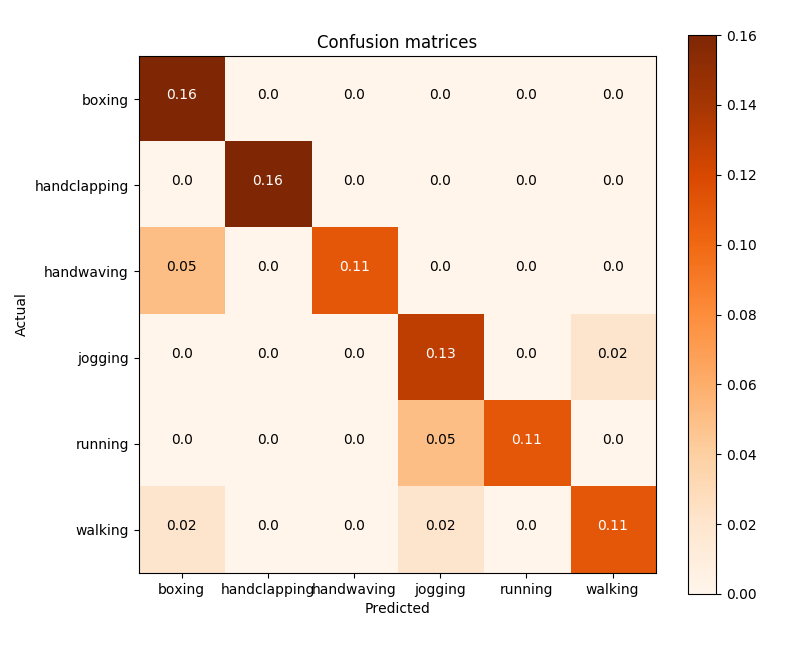 Confusion matrices
Actual
boxing 0.16 0.0 0.0 0.0 0.0 0.0
handclapping 0.0 0.16 0.0 0.0 0.0 0.0
handwaving 0.05 0.0 0.11 0.0 0.0 0.0
jogging 0.0 0.0 0.0 0.13 0.0 0.02
running 0.0 0.0 0.0 0.05 0.11 0.0
walking 0.02 0.0 0.0 0.02 0.0 0.11
boxing handclapping handwaving jogging running walking
Predicted
0.16
0.14
0.12
0.10
0.08
0.06
0.04
0.02
0.00